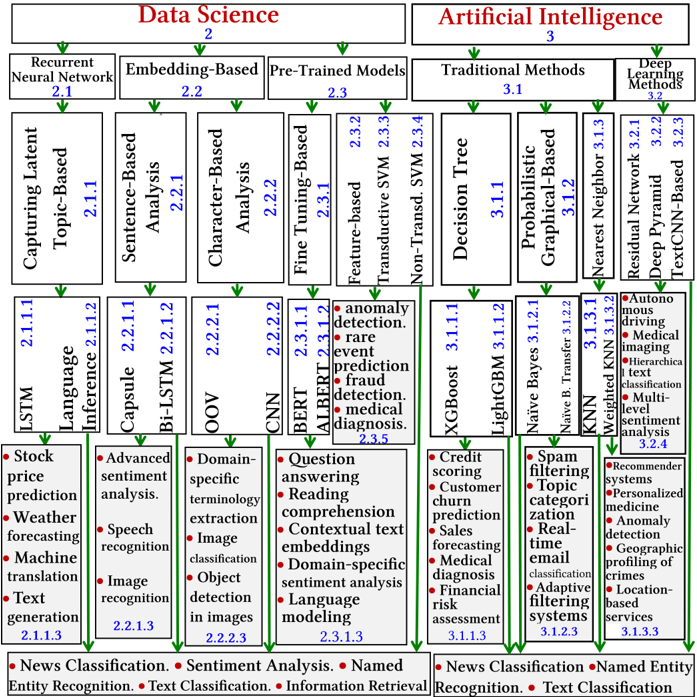 Data Science
2
Artificial Intelligence
3
Recurrent
Neural Network
2.1
Embedding-Based
2.2
Pre-Trained Models
2.3
Traditional Methods
3.1
Deep
Learning
Methods
3.2
Capturing Latent
Topic-Based
2.1.1
Sentence-Based
Analysis
2.2.1
Character-Based
Analysis
2.2.2
Fine Tuning-Based
2.3.1
Feature-based
2.3.2
Transductive SVM
2.3.3
Non-Transd. SVM
2.3.4
Decision Tree
3.1.1
Probabilistic
Graphical-Based
3.1.2
Nearest Neighbor
3.1.3
Residual Network
3.2.1
Deep Pyramid
3.2.2
TextCNN-Based
3.2.3
LSTM
2.1.1.1
Language
Inference
2.1.1.2
Capsule
2.2.1.1
Bi-LSTM
2.2.1.2
OOV
2.2.2.1
CNN
2.2.2.2
BERT
2.3.1.1
ALBERT
2.3.1.2
• anomaly
detection.
• rare
event
prediction
• fraud
detection.
• medical
diagnosis.
2.3.5
XGBoost
3.1.1.1
LightGBM
3.1.1.2
Naïve Bayes
3.1.2.1
Naïve B. Transfer
3.1.2.2
KNN
3.1.3.1
Weighted KNN
3.1.3.2
• Autono
mous
driving
• Medical
imaging
• Hierarchica
l text
classification
• Multi-
level
sentiment
analysis
3.2.4
• Stock
price
prediction
• Weather
forecasting
• Machine
translation
• Text
generation
2.1.1.3
• Advanced
sentiment
analysis.
• Speech
recognition
• Image
recognition
2.2.1.3
• Domain-
specific
terminology
extraction
• Image
classification
• Object
detection
in images
2.2.2.3
• Question
answering
• Reading
comprehension
• Contextual text
embeddings
• Domain-specific
sentiment analysis
• Language
modeling
2.3.1.3
• Credit
scoring
• Customer
churn
prediction
• Sales
forecasting
• Medical
diagnosis
• Financial
risk
assessment
3.1.1.3
• Spam
filtering
• Topic
categori
zation
• Real-
time
email
classification
• Adaptive
filtering
systems
3.1.2.3
• Recommender
systems
• Personalized
medicine
• Anomaly
detection
• Geographic
profiling of
crimes
• Location-
based
services
3.1.3.3
• News Classification. • Sentiment Analysis. • Named
Entity Recognition. • Text Classification. • Information Retrieval
• News Classification • Named Entity
Recognition. • Text Classification